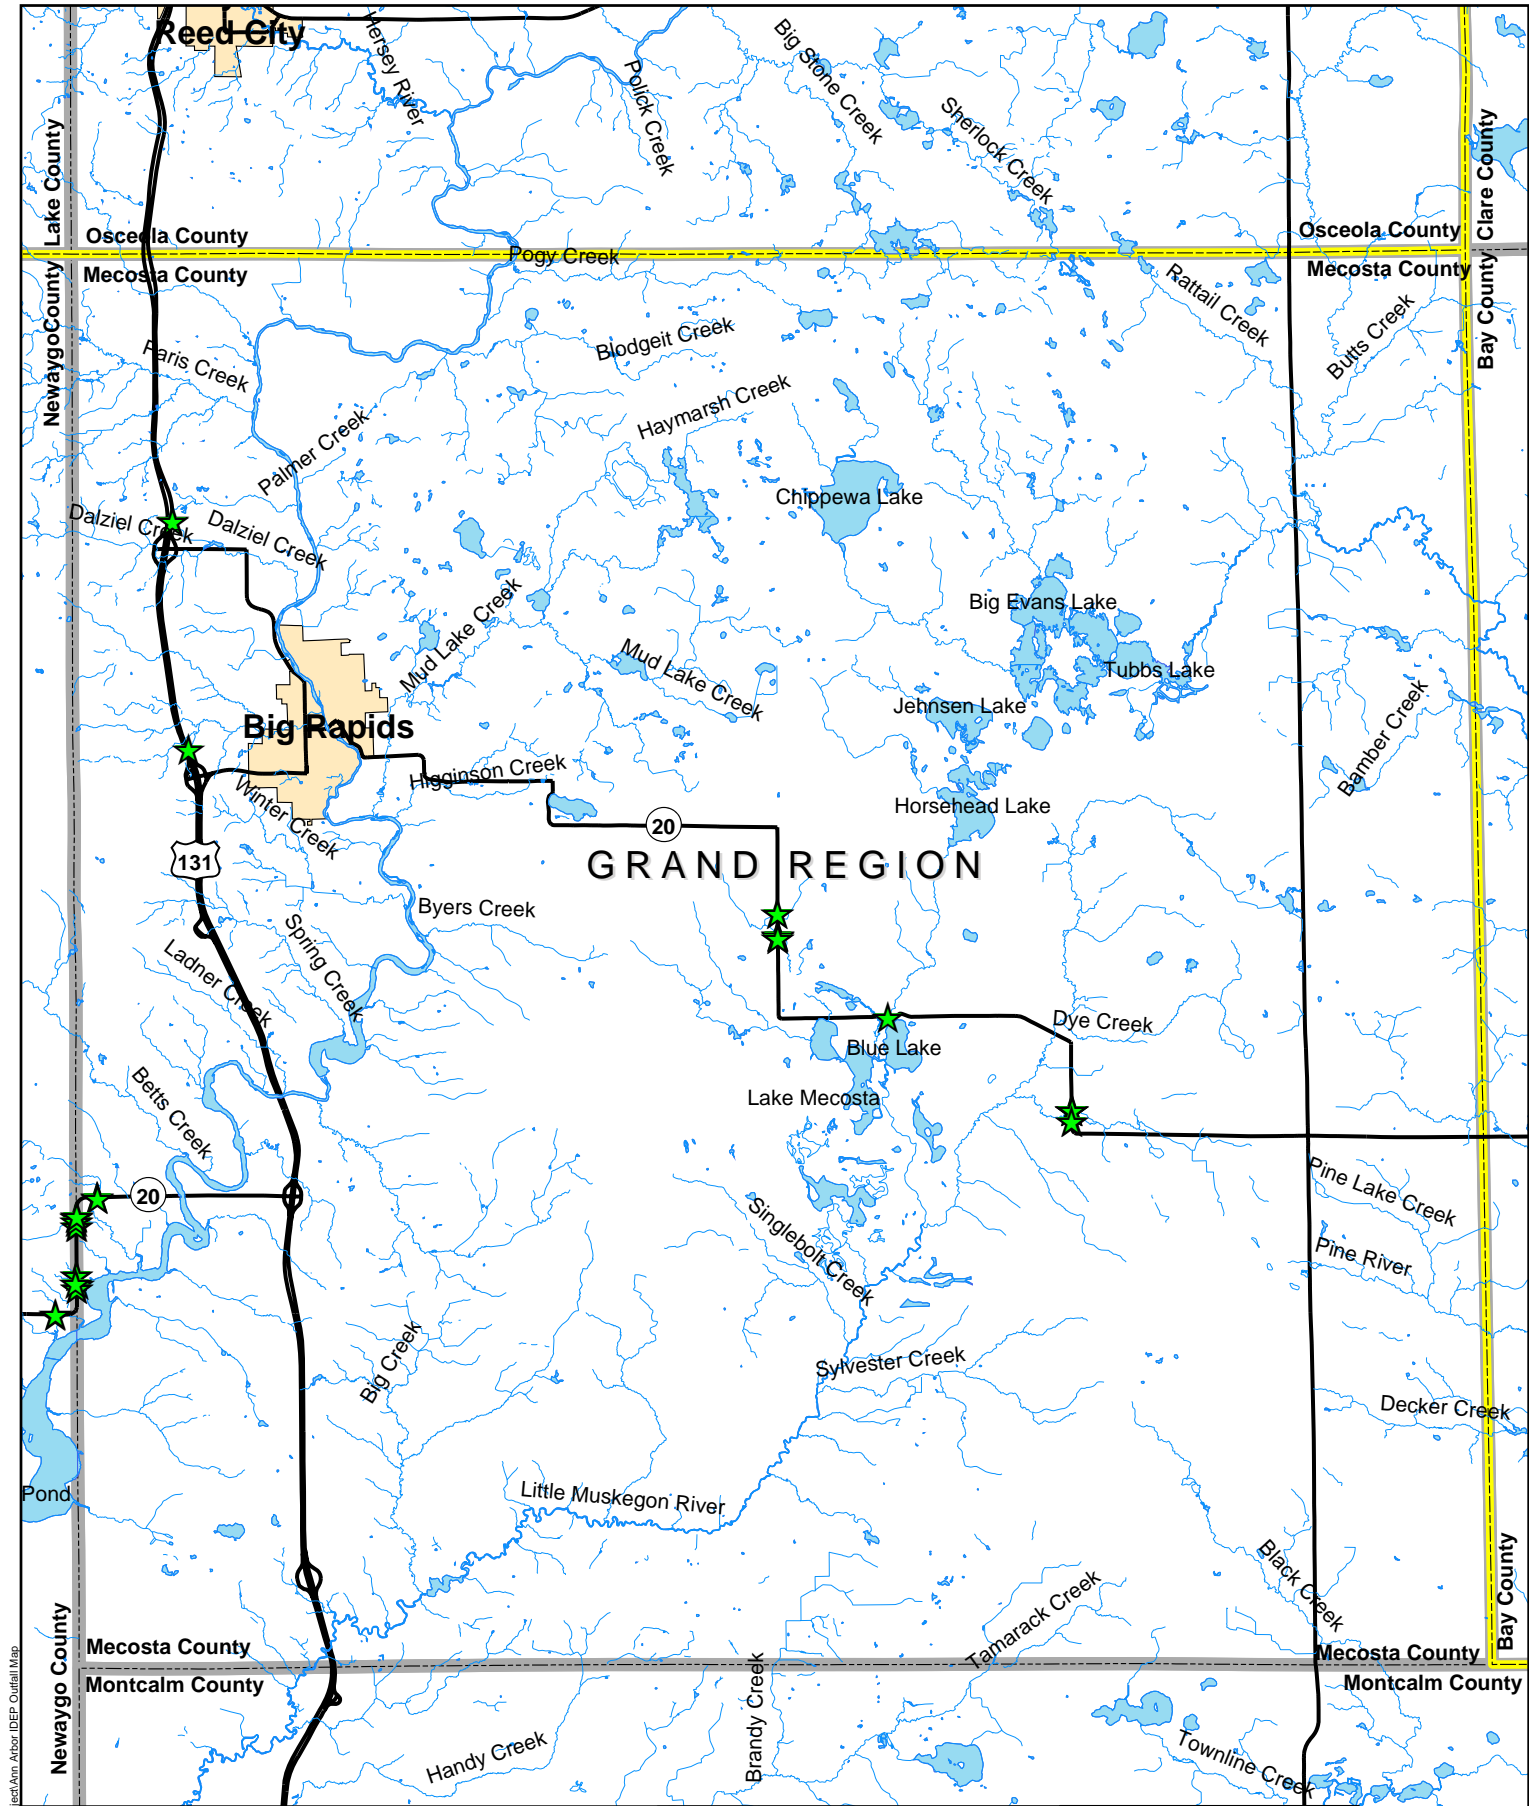 Reed City
Hersey River
Polick Creek
Big Stone Creek
Sherlock Creek
Lake County
Clare County
Osceola County
Osceola County
Pogy Creek
Mecosta County
Mecosta County
Newaygo County
Bay County
Rattail Creek
Butts Creek
Blodgeit Creek
Paris Creek
Haymarsh Creek
Palmer Creek
Chippewa Lake
Dalziel Creek
Dalziel Creek
Big Evans Lake
Mud Lake Creek
Mud Lake Creek
Tubbs Lake
Jehnsen Lake
Bamber Creek
Big Rapids
Higginson Creek
Horsehead Lake
Winter Creek
20
131
GRAND REGION
Byers Creek
Spring Creek
Ladner Creek
Dye Creek
Blue Lake
Lake Mecosta
Betts Creek
20
Pine Lake Creek
Singlebolt Creek
Pine River
Big Creek
Sylvester Creek
Decker Creek
Pond
Little Muskegon River
Black Creek
Bay County
Tamarack Creek
Newaygo County
Mecosta County
Mecosta County
Montcalm County
Montcalm County
Brandy Creek
Handy Creek
Townline Creek
ject\Ann Arbor IDEP Outfall Map